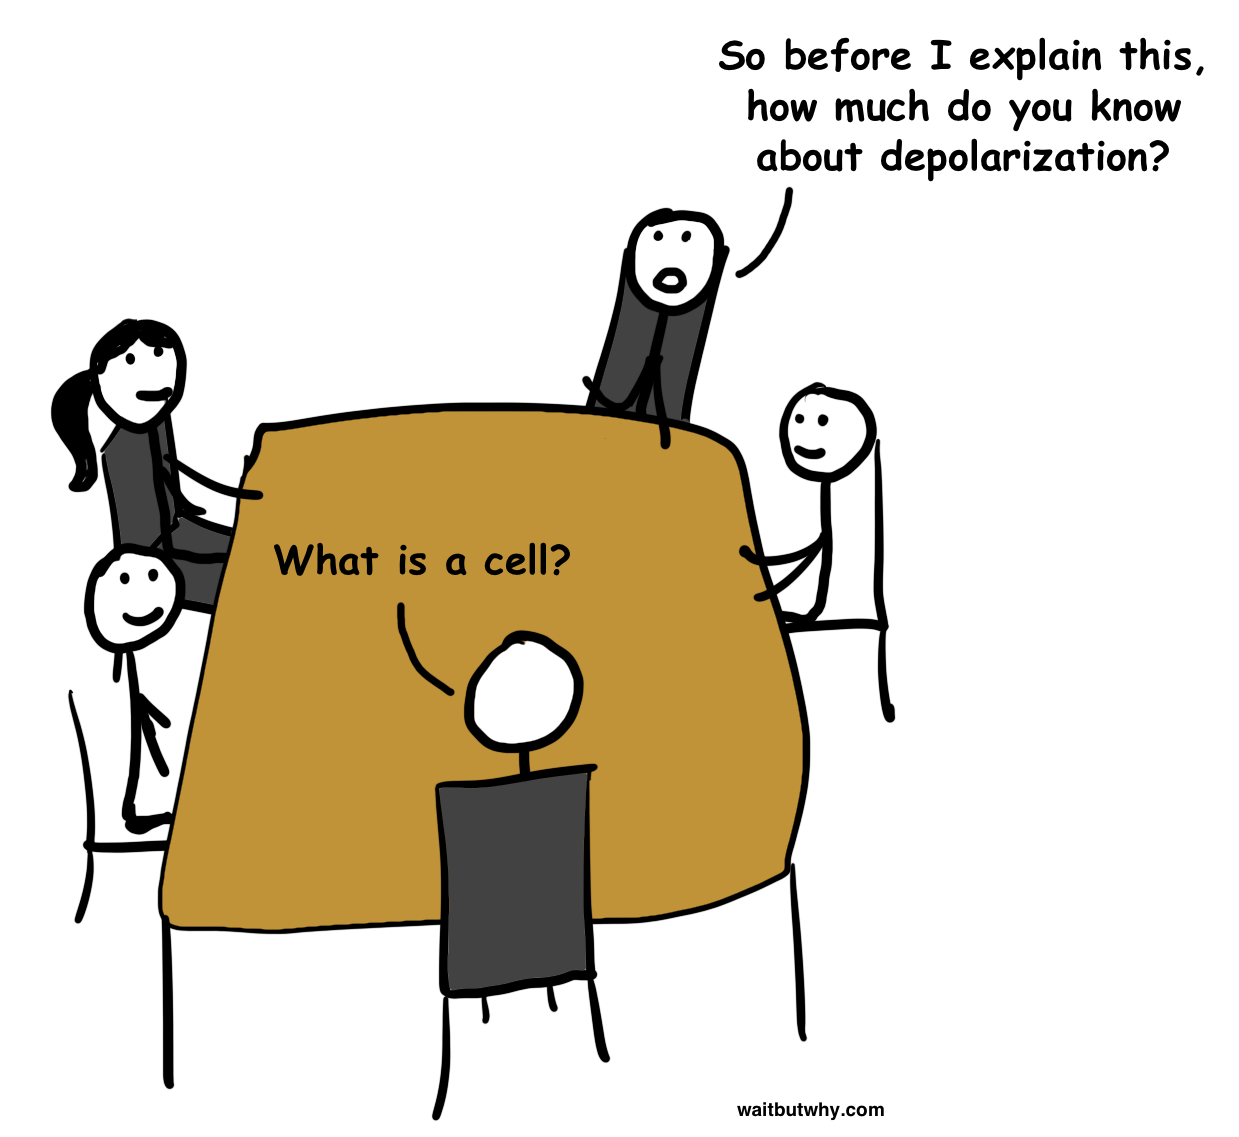 So before I explain this,
how much do you know
about depolarization?
What is a cell?
waitbutwhy.com